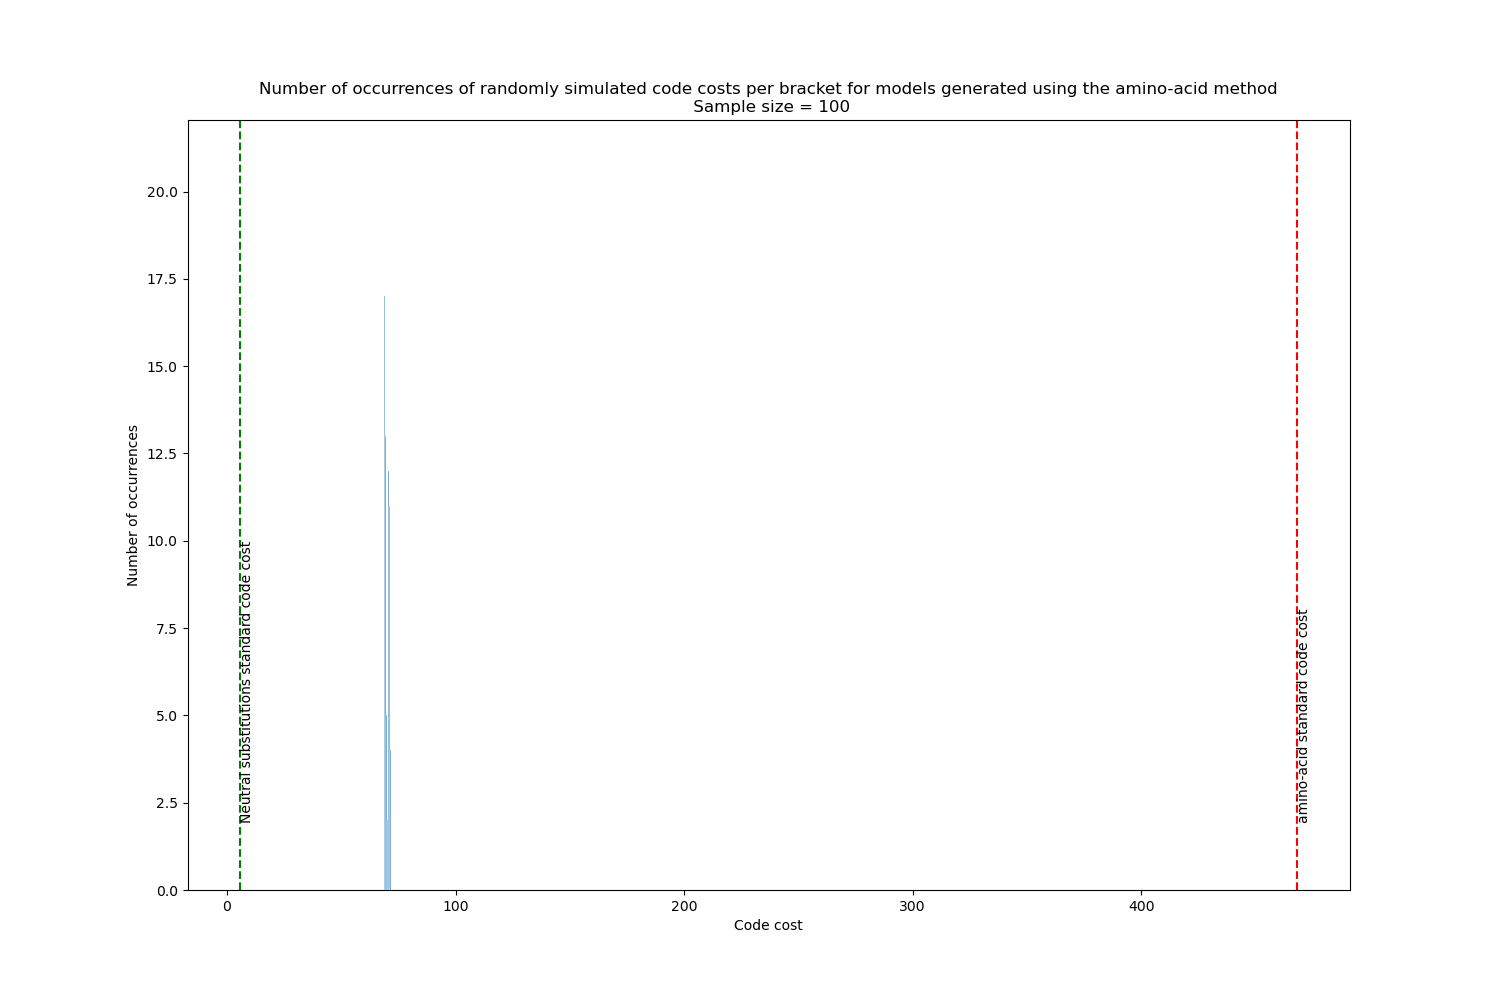 Number of occurrences of randomly simulated code costs per bracket for models generated using the amino-acid method
Sample size = 100
20.0
17.5
15.0
12.5
10.0
7.5
5.0
2.5
0.0
Number of occurrences
Neutral substitutions standard code cost
amino-acid standard code cost
0
100
200
300
400
Code cost